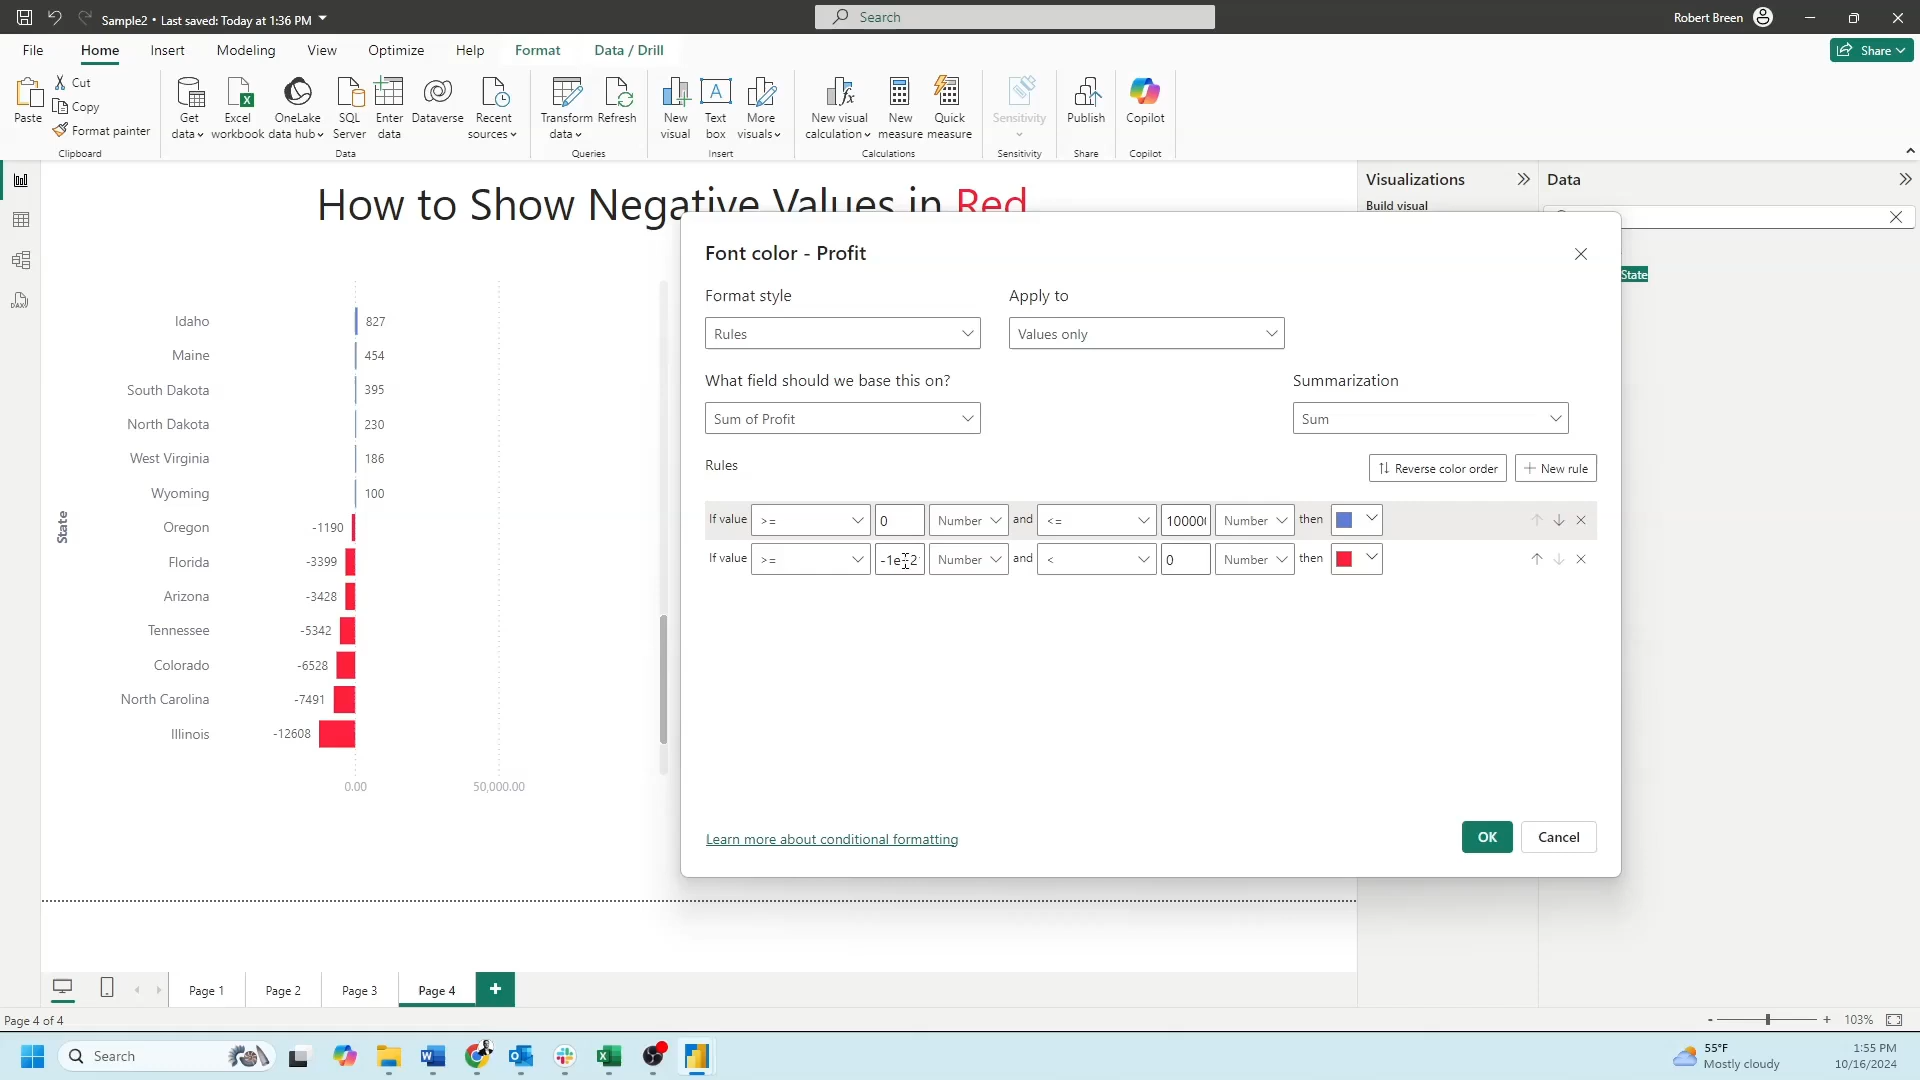 Sample2 • Last saved: Today at 1:36 PM
Search
Robert Breen
File Home Insert Modeling View Optimize Help Format Data / Drill
Share
Paste
Cut
Copy
Format painter
Clipboard
Get data
Excel workbook
OneLake data hub
SQL Server
Enter data
Dataverse
Recent sources
Data
Transform data
Refresh
Queries
New visual
Text box
More visuals
Insert
New visual calculation
New measure
Quick measure
Calculations
Sensitivity
Sensitivity
Publish
Share
Copilot
Copilot
How to Show Negative Values in Red
Visualizations
Build visual
Data
State
State
Idaho 827
Maine 454
South Dakota 395
North Dakota 230
West Virginia 186
Wyoming 100
Oregon -1190
Florida -3399
Arizona -3428
Tennessee -5342
Colorado -6528
North Carolina -7491
Illinois -12608
0.00 50,000.00
Font color - Profit
Format style
Rules
Apply to
Values only
What field should we base this on?
Sum of Profit
Summarization
Sum
Rules
Reverse color order
New rule
If value >= 0 Number and <= Number then
If value >= Number and < 0 Number then
Learn more about conditional formatting
OK
Cancel
Page 1 Page 2 Page 3 Page 4
Page 4 of 4
103%
Search
55°F
Mostly cloudy
1:55 PM
10/16/2024